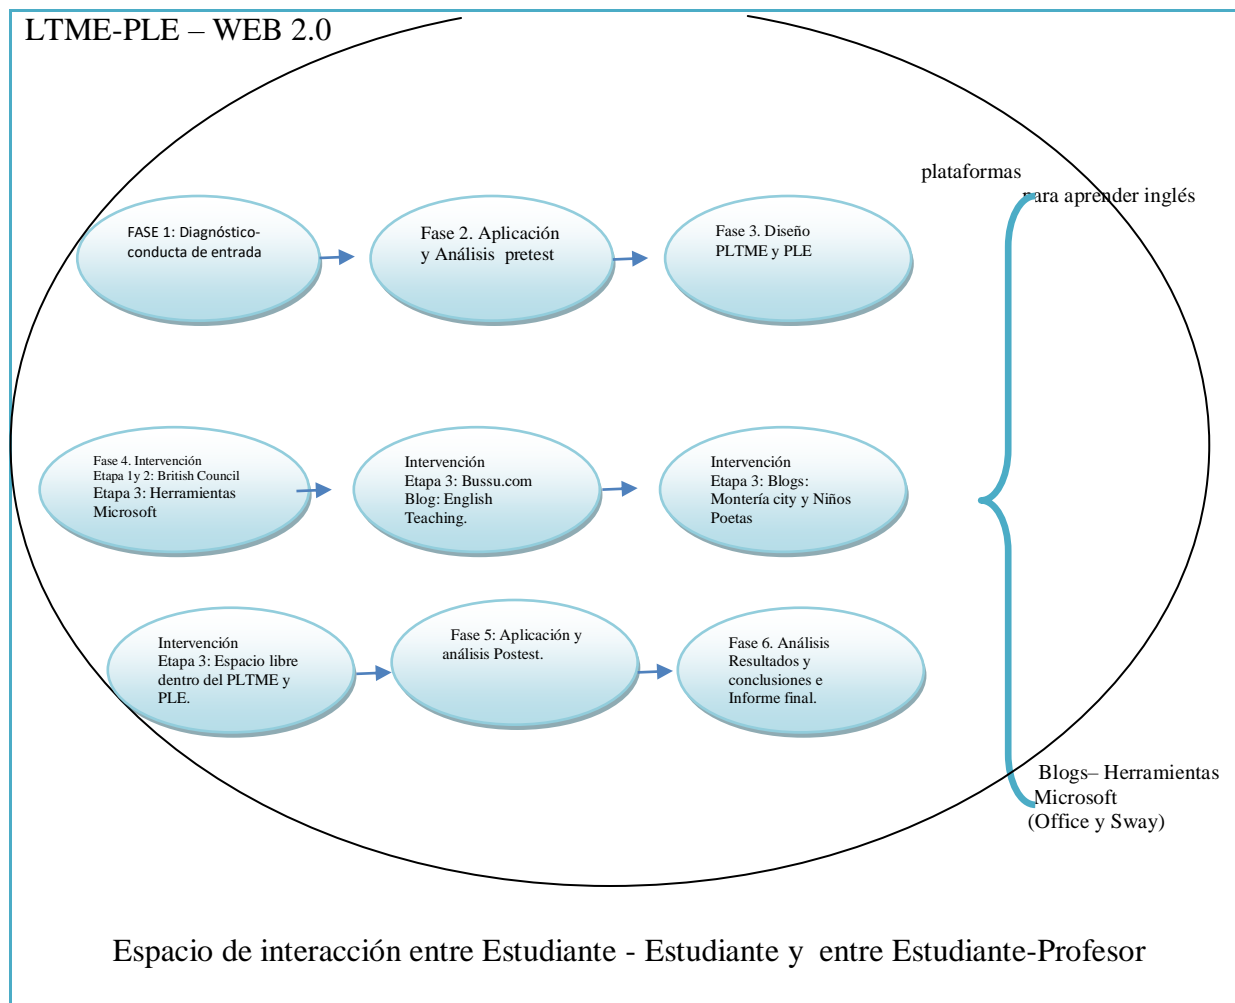 LTME-PLE – WEB 2.0
plataformas
para aprender inglés
FASE 1: Diagnóstico-
conducta de entrada
Fase 2. Aplicación
y Análisis pretest
Fase 3. Diseño
PLTME y PLE
Fase 4. Intervención
Etapa 1y 2: British Council
Etapa 3: Herramientas
Microsoft
Intervención
Etapa 3: Bussu.com
Blog: English
Teaching.
Intervención
Etapa 3: Blogs:
Montería city y Niños
Poetas
Intervención
Etapa 3: Espacio libre
dentro del PLTME y
PLE.
Fase 5: Aplicación y
análisis Postest.
Fase 6. Análisis
Resultados y
conclusiones e
Informe final.
Blogs– Herramientas
Microsoft
(Office y Sway)
Espacio de interacción entre Estudiante - Estudiante y entre Estudiante-Profesor